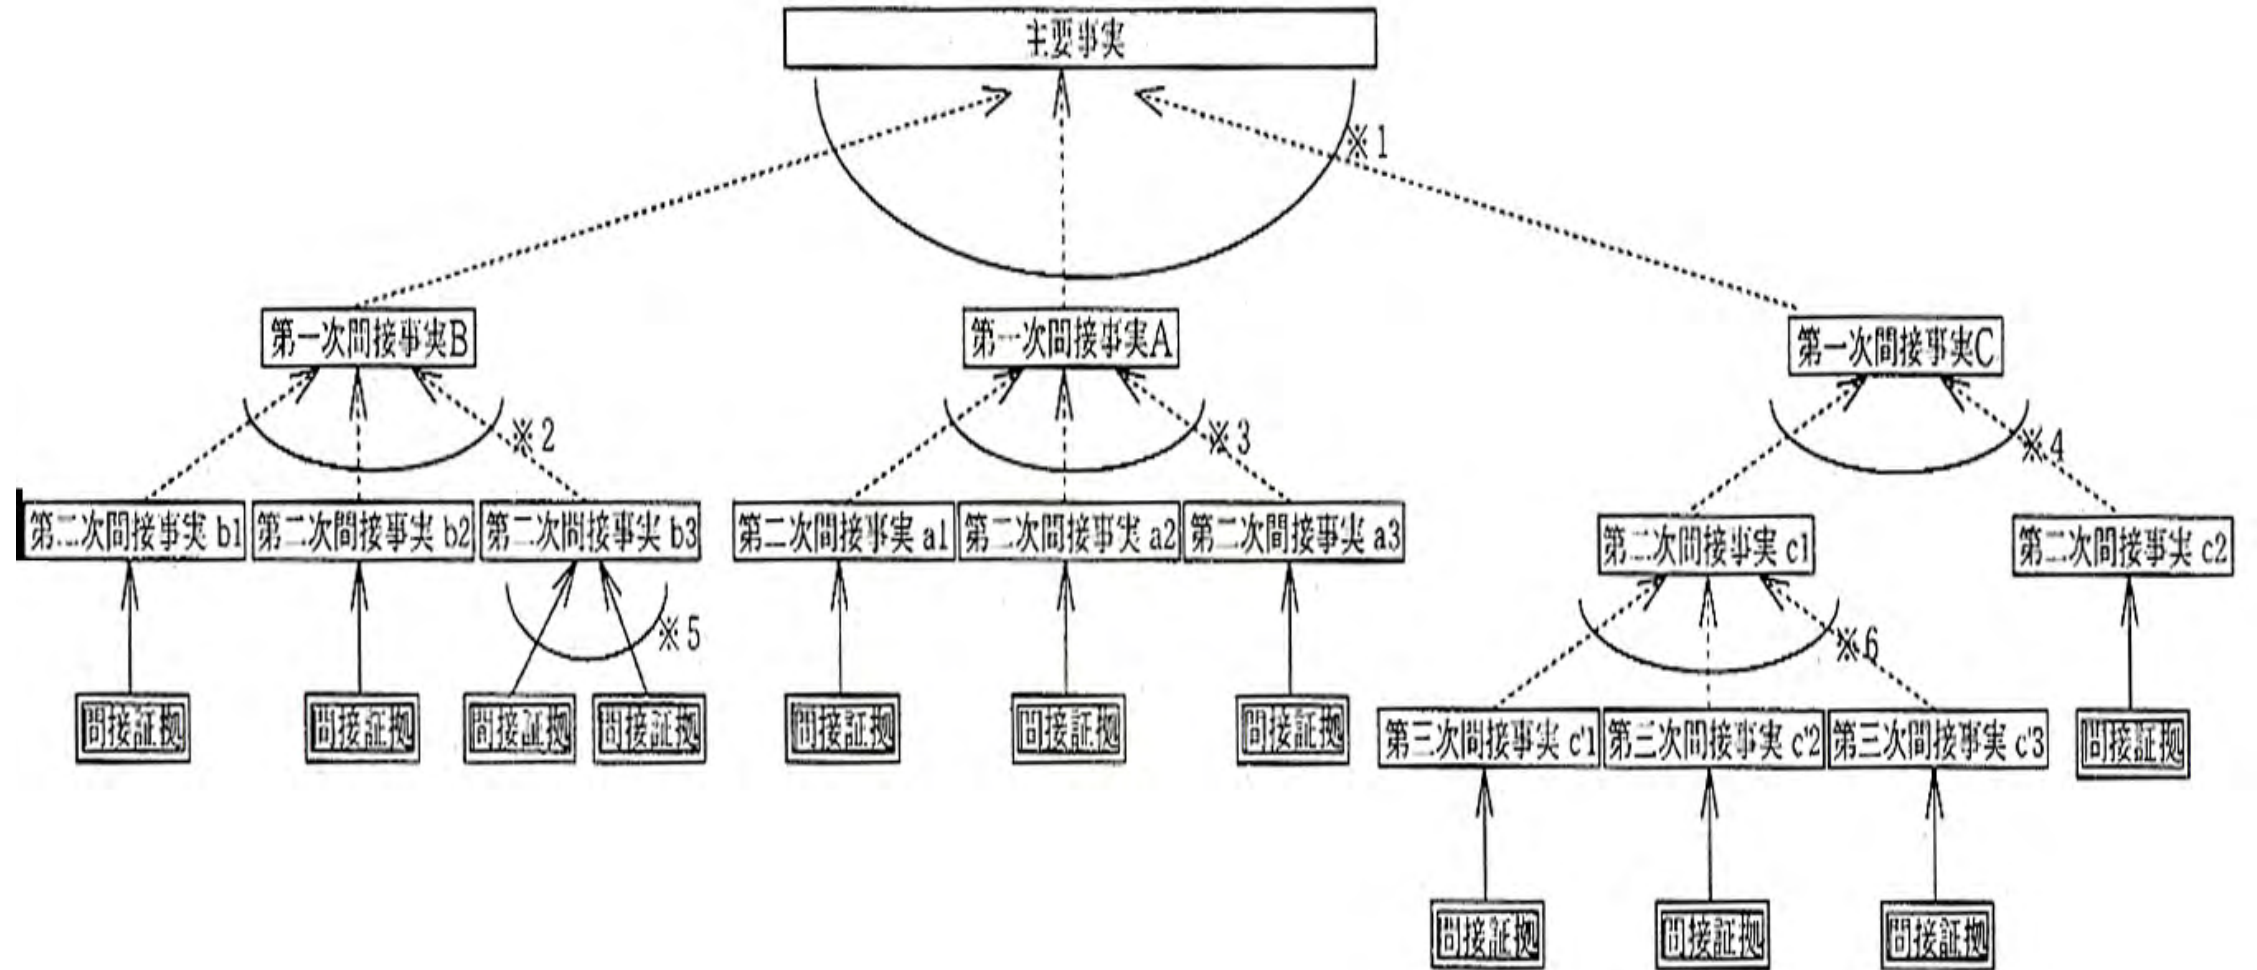 主要事実
※1
第一次間接事実B
第一次間接事実A
第一次間接事実C
※2
※3
※4
第二次間接事実 b1
第二次間接事実 b2
第二次間接事実 b3
第二次間接事実 a1
第二次間接事実 a2
第二次間接事実 a3
第二次間接事実 c1
第二次間接事実 c2
※5
※6
間接証拠
間接証拠
間接証拠
間接証拠
間接証拠
間接証拠
間接証拠
第三次間接事実 c'1
第三次間接事実 c'2
第三次間接事実 c'3
間接証拠
間接証拠
間接証拠
間接証拠